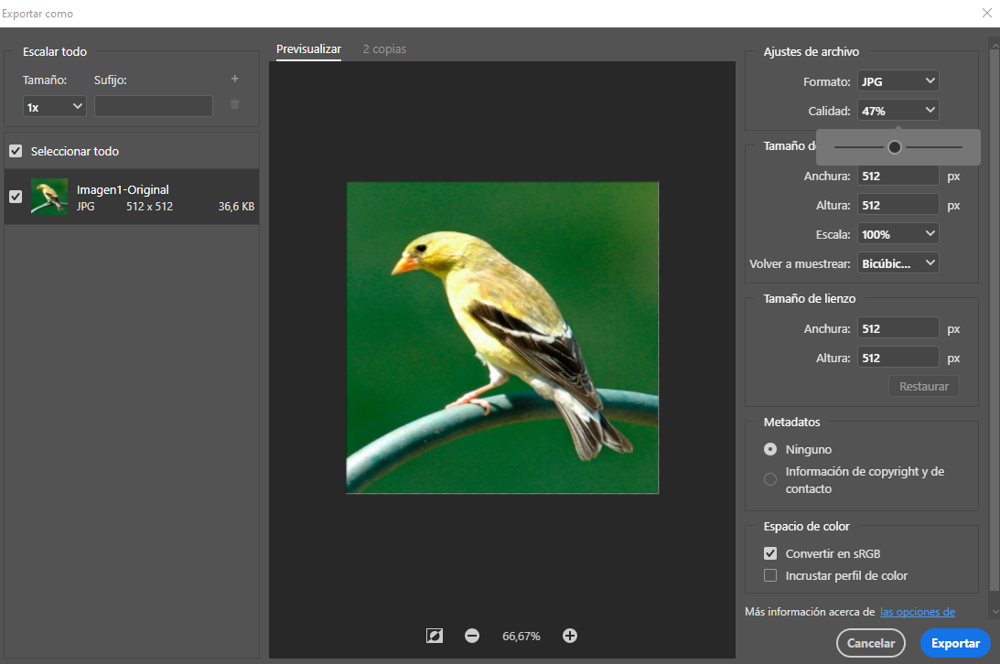 Exportar como
Escalar todo
Tamaño:
Sufijo:
1x
Seleccionar todo
Imagen1-Original
JPG 512 x 512 36,6 KB
Previsualizar 2 copias
66,67%
Ajustes de archivo
Formato: JPG
Calidad: 47%
Tamaño d
Anchura: 512 px
Altura: 512 px
Escala: 100%
Volver a muestrear: Bicúbic...
Tamaño de lienzo
Anchura: 512 px
Altura: 512 px
Restaurar
Metadatos
Ninguno
Información de copyright y de
contacto
Espacio de color
Convertir en sRGB
Incrustar perfil de color
Más información acerca de las opciones de
Cancelar Exportar